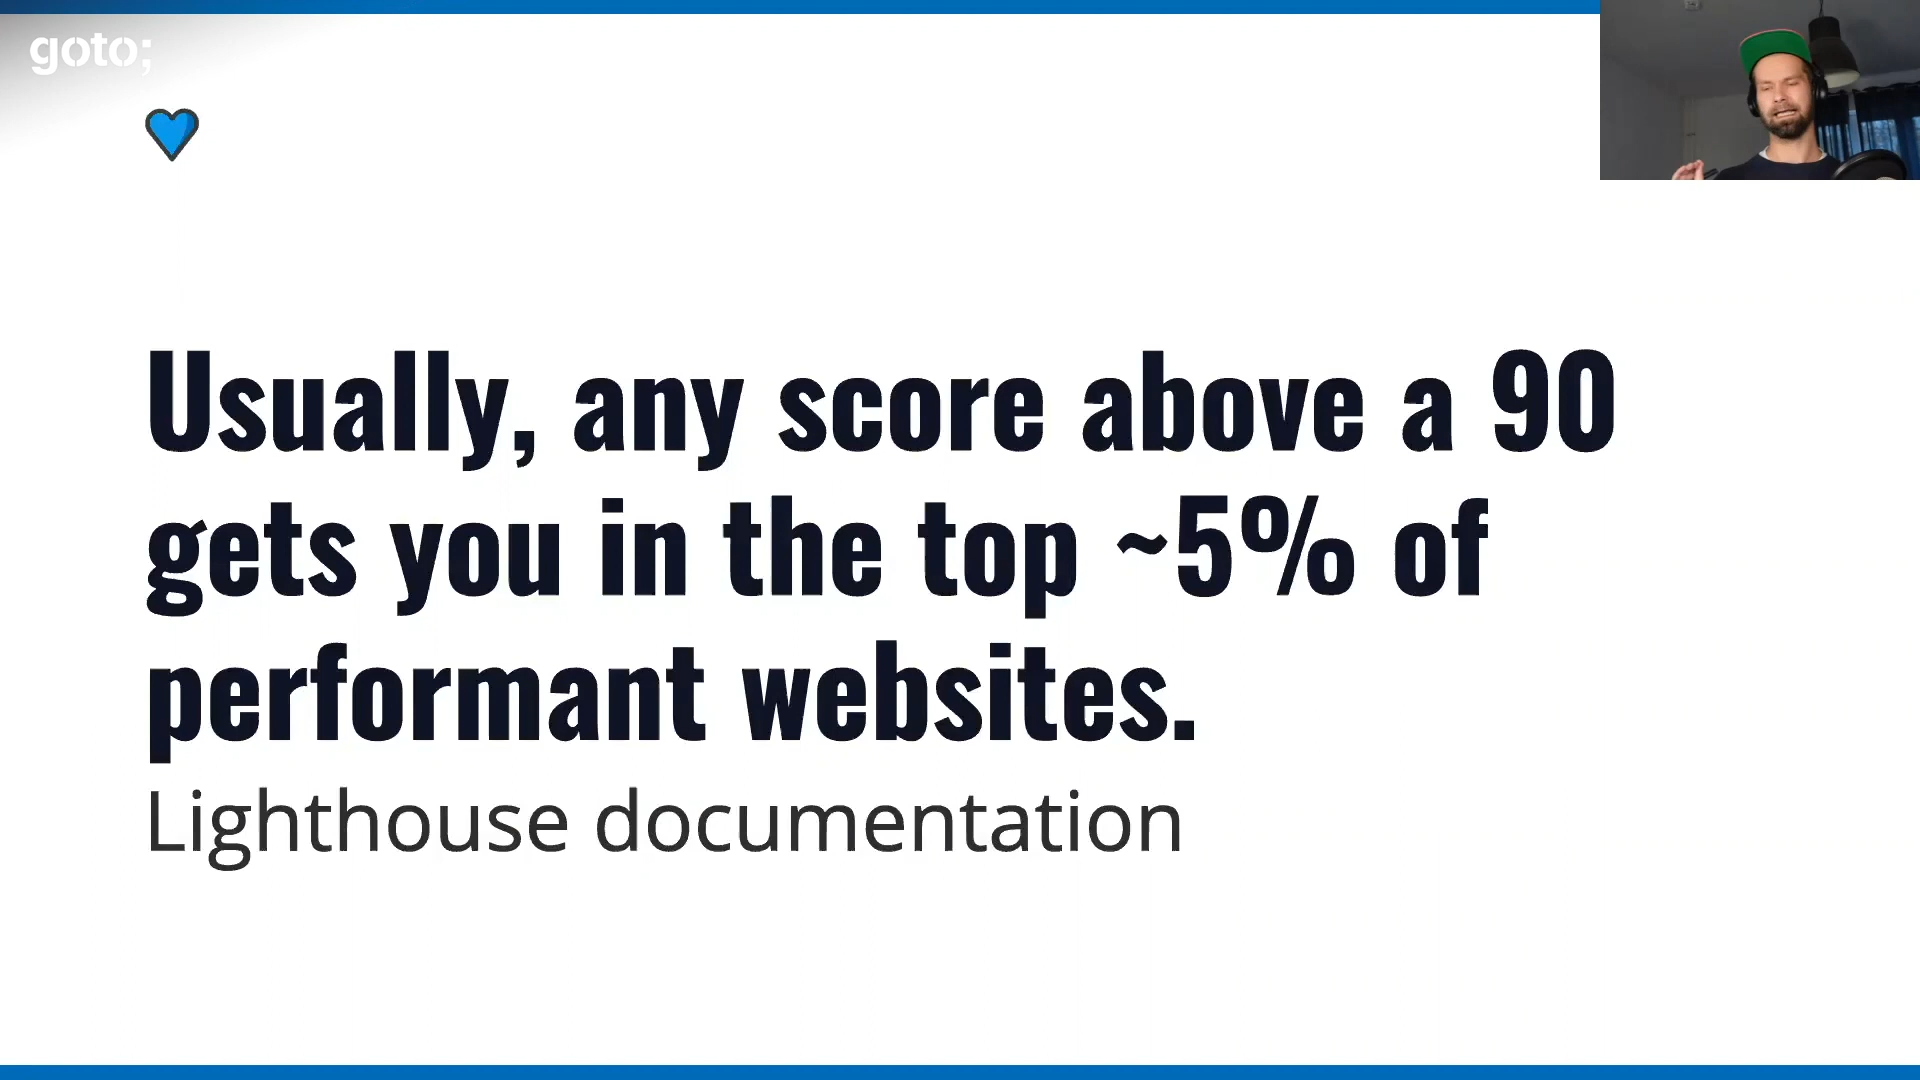 goto;
Usually, any score above a 90
gets you in the top ~5% of
performant websites.
Lighthouse documentation